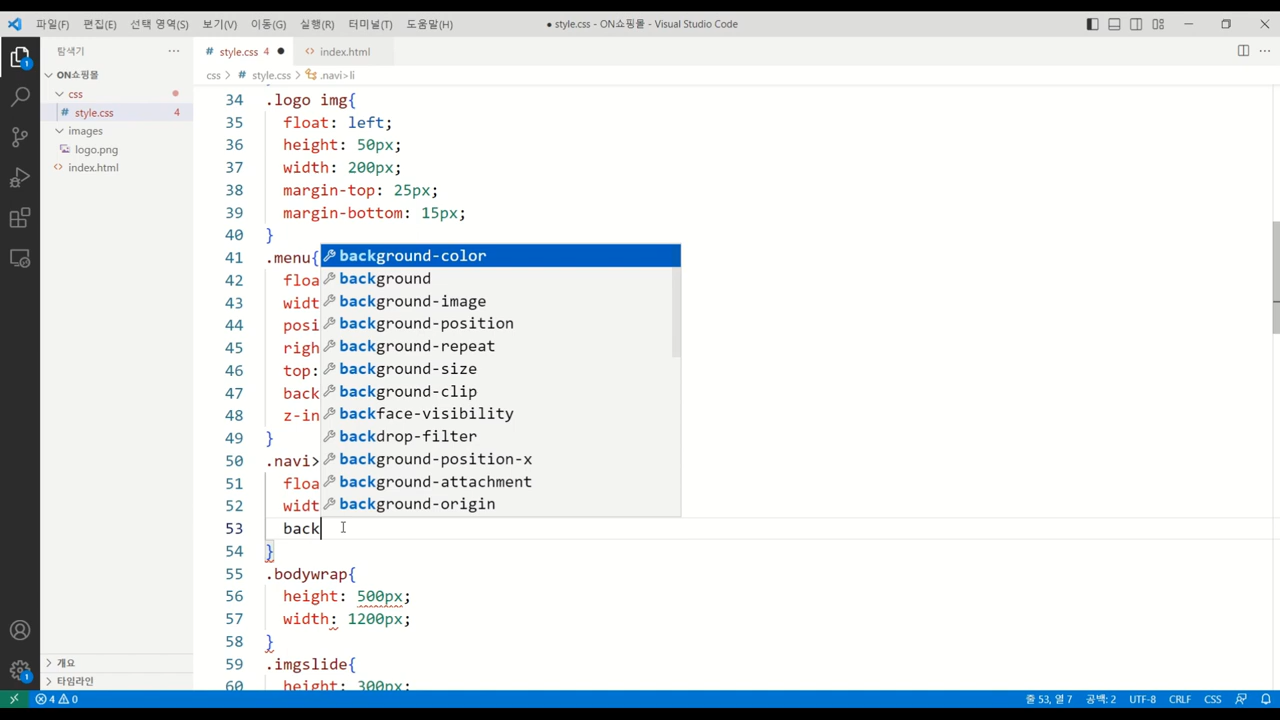 파일(F) 편집(E) 선택 영역(S) 보기(V) 이동(G) 실행(R) 터미널(T) 도움말(H)
● style.css - ON쇼핑몰 - Visual Studio Code
탐색기 ···
ON쇼핑몰
css
# style.css 4
images
logo.png
<> index.html
개요
타임라인
1
1
# style.css 4 ●
<> index.html
css > # style.css > .navi>li
34 .logo img{
35 float: left;
36 height: 50px;
37 width: 200px;
38 margin-top: 25px;
39 margin-bottom: 15px;
40 }
41 .menu{
42 floa
43 widt
44 posi
45 righ
46 top:
47 back
48 z-in
49 }
50 .navi>
51 floa
52 widt
53 back
54 }
55 .bodywrap{
56 height: 500px;
57 width: 1200px;
58 }
59 .imgslide{
60 height: 300px;
background-color
background
background-image
background-position
background-repeat
background-size
background-clip
backface-visibility
backdrop-filter
background-position-x
background-attachment
background-origin
4 0
줄 53, 열 7 공백: 2 UTF-8 CRLF CSS